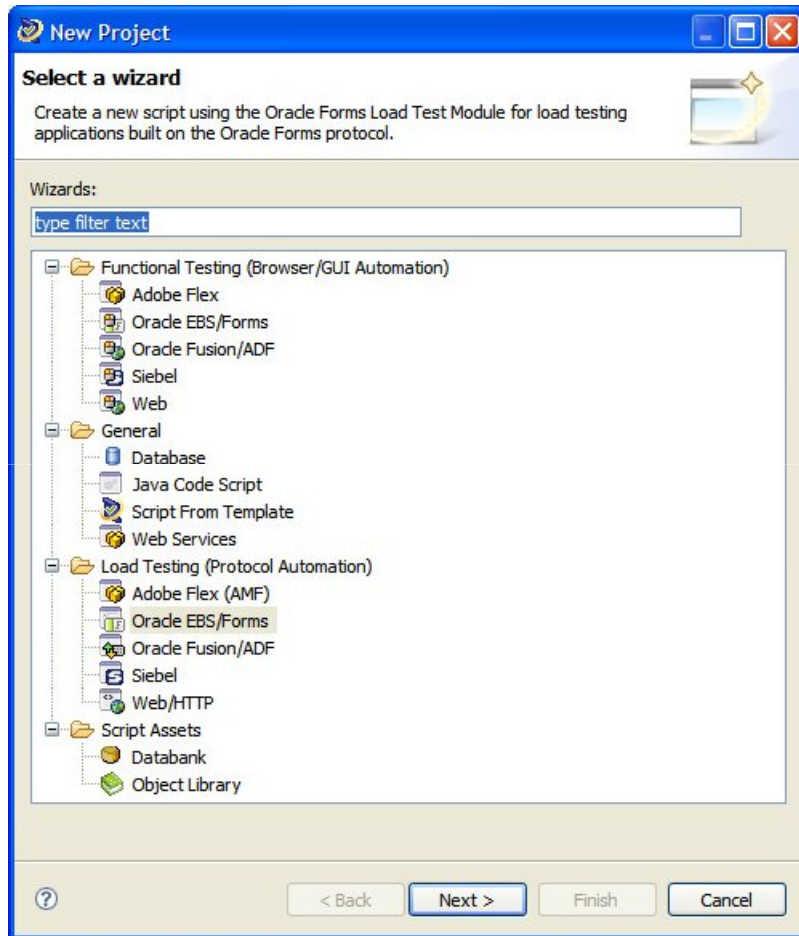 New Project
Select a wizard
Create a new script using the Oracle Forms Load Test Module for load testing
applications built on the Oracle Forms protocol.
Wizards:
type filter text
Functional Testing (Browser/GUI Automation)
Adobe Flex
Oracle EBS/Forms
Oracle Fusion/ADF
Siebel
Web
General
Database
Java Code Script
Script From Template
Web Services
Load Testing (Protocol Automation)
Adobe Flex (AMF)
Oracle EBS/Forms
Oracle Fusion/ADF
Siebel
Web/HTTP
Script Assets
Databank
Object Library
? < Back Next > Finish Cancel